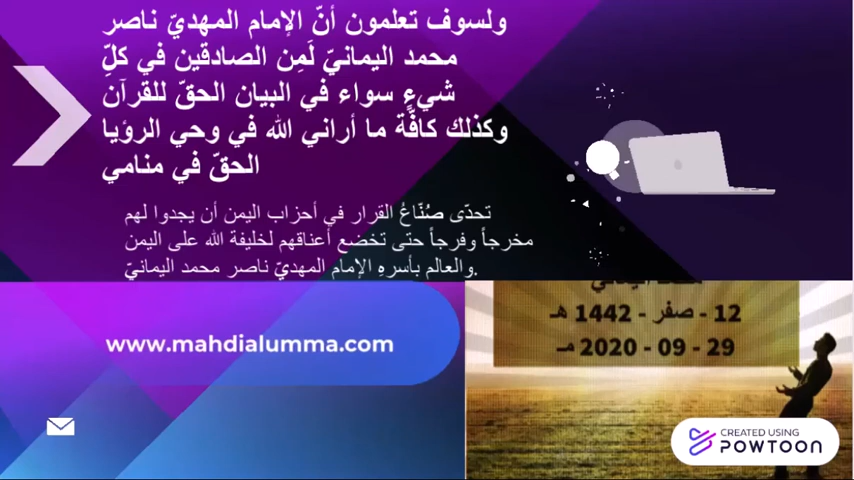 ولسوف تعلمون أنّ الإمام المهديّ ناصر
محمد اليمانيّ لَمِن الصادقين في كلِّ
شيءٍ سواء في البيان الحقّ للقرآن
وكذلك كافَّة ما أراني الله في وحي الرؤيا
الحقّ في منامي
تحدّى صُنّاعُ القرار في أحزاب اليمن أن يجدوا لهم
مخرجاً وفرجاً حتى تخضع أعناقهم لخليفة الله على اليمن
والعالم بأسرهِ الإمام المهديّ ناصر محمد اليمانيّ.
www.mahdialumma.com
12 - صفر - 1442 هـ
29 - 09 - 2020 مـ
CREATED USING
POWTOON